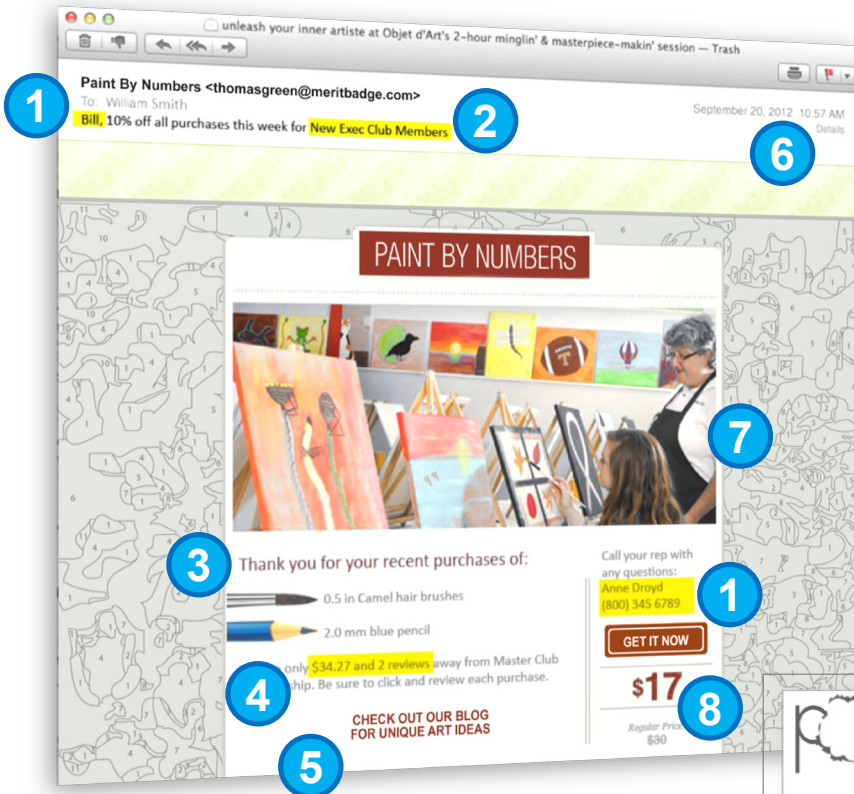 unleash your inner artiste at Objet d'Art's 2-hour minglin' & masterpiece-makin' session — Trash
Paint By Numbers <thomasgreen@meritbadge.com>
To: William Smith
September 20, 2012 10:57 AM
Details
1
Bill, 10% off all purchases this week for New Exec Club Members
2
6
PAINT BY NUMBERS
T
7
3
Thank you for your recent purchases of:
0.5 in Camel hair brushes
2.0 mm blue pencil
only $34.27 and 2 reviews away from Master Club
4
ship. Be sure to click and review each purchase.
CHECK OUT OUR BLOG
FOR UNIQUE ART IDEAS
5
Call your rep with
any questions:
Anne Droyd
(800) 345 6789
1
GET IT NOW
$17
8
Regular
$30